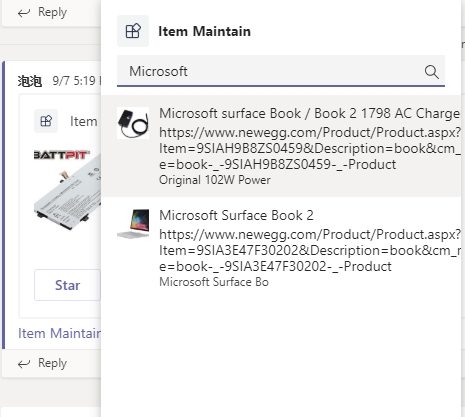 Reply
Item Maintain
Microsoft
泡泡 9/7 5:19
Item
BATTPIT
Microsoft surface Book / Book 2 1798 AC Charge
https://www.newegg.com/Product/Product.aspx?
Item=9SIAH9B8ZS0459&Description=book&cm_
e=book-_-9SIAH9B8ZS0459-_-Product
Original 102W Power
Microsoft Surface Book 2
https://www.newegg.com/Product/Product.aspx?
Item=9SIA3E47F30202&Description=book&cm_r
e=book-_-9SIA3E47F30202-_-Product
Microsoft Surface Bo
Star
Item Maintain
Reply